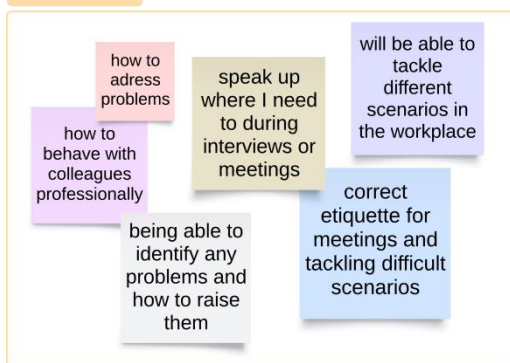 how to
adress
problems
speak up
where I need
to during
interviews or
meetings
will be able to
tackle
different
scenarios in
the workplace
how to
behave with
colleagues
professionally
being able to
identify any
problems and
how to raise
them
correct
etiquette for
meetings and
tackling difficult
scenarios